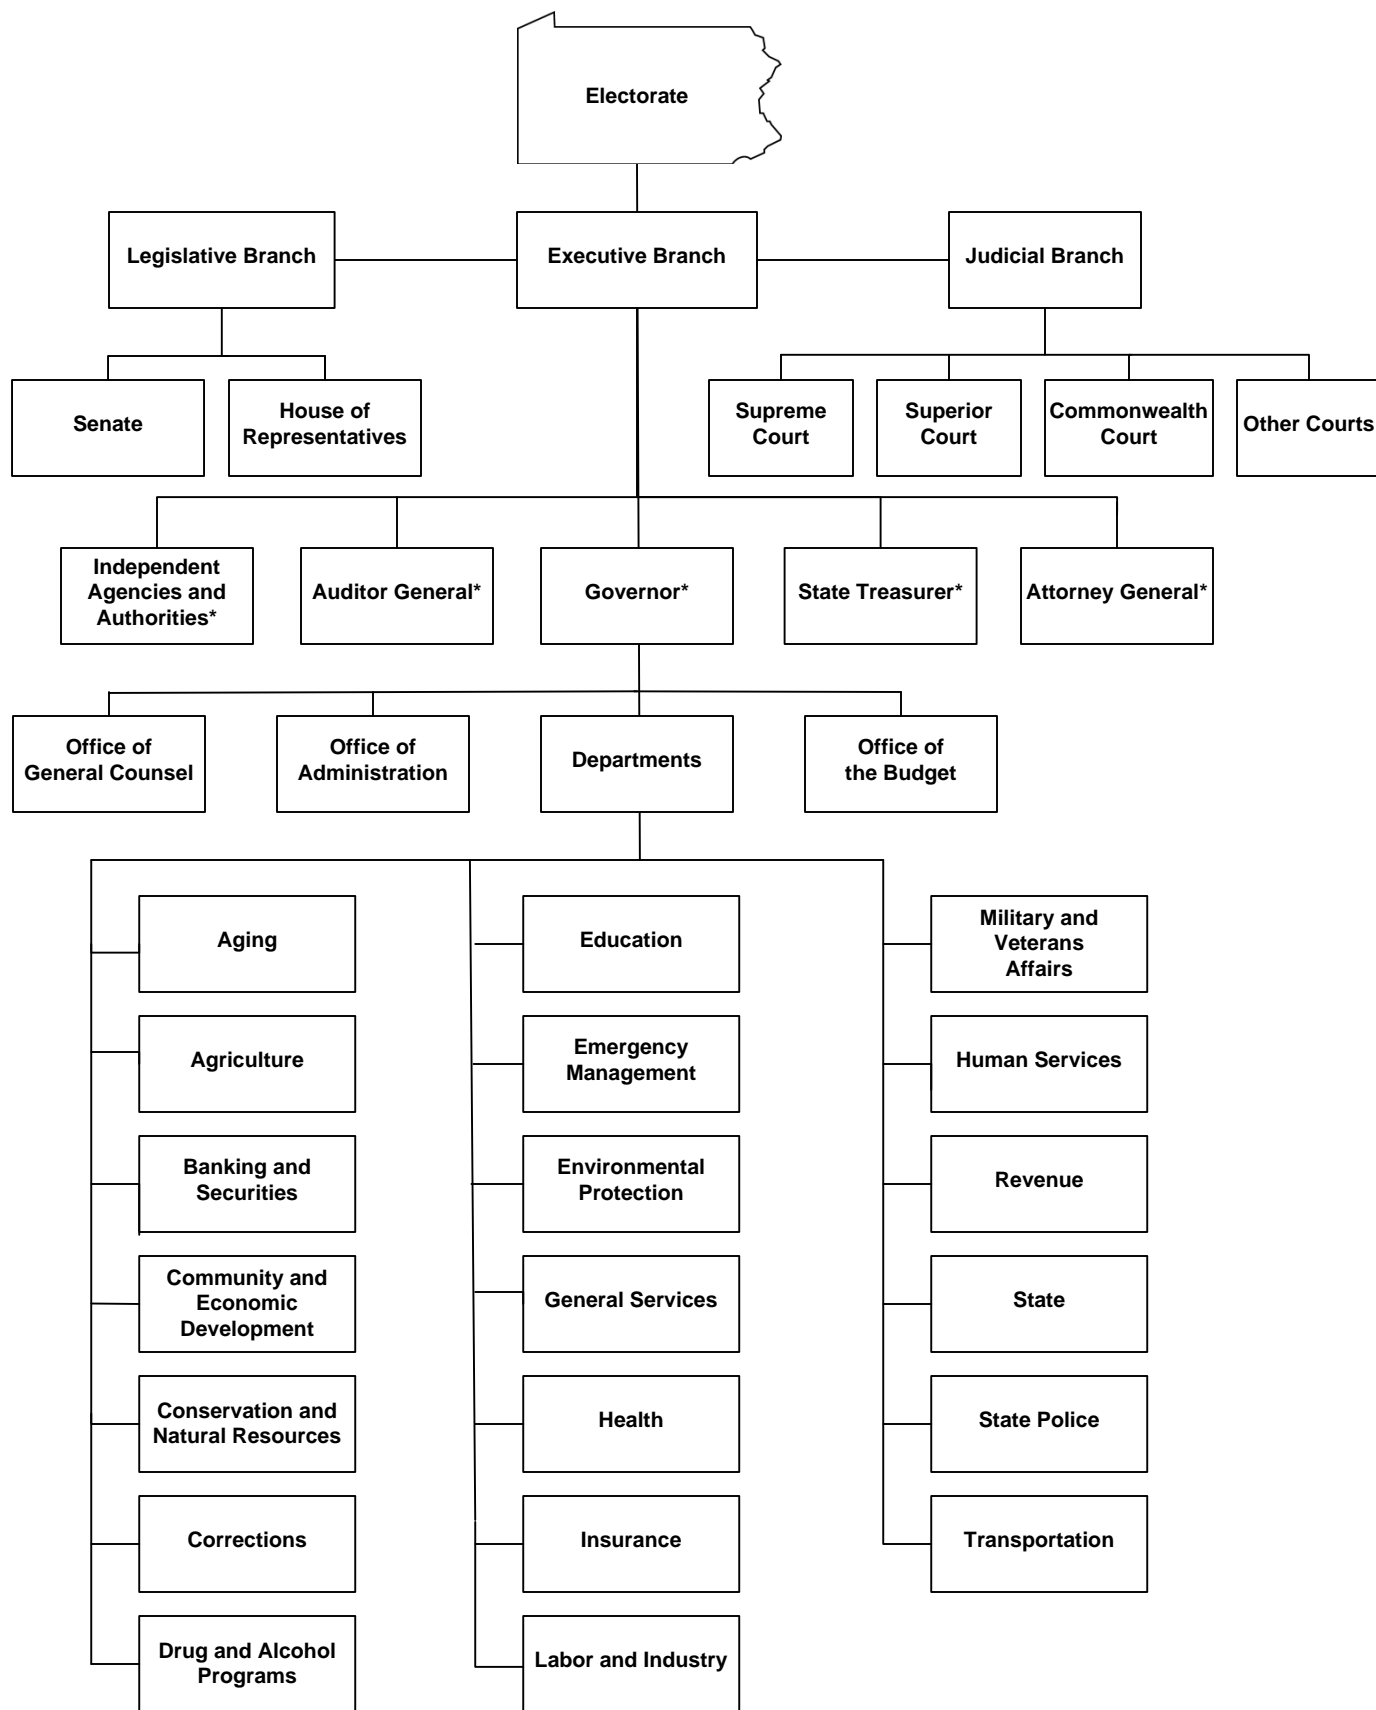 Electorate
Legislative Branch
Executive Branch
Judicial Branch
Senate
House of
Representatives
Supreme
Court
Superior
Court
Commonwealth
Court
Other Courts
Independent
Agencies and
Authorities*
Auditor General*
Governor*
State Treasurer*
Attorney General*
Office of
General Counsel
Office of
Administration
Departments
Office of
the Budget
Aging
Agriculture
Banking and
Securities
Community and
Economic
Development
Conservation and
Natural Resources
Corrections
Drug and Alcohol
Programs
Education
Emergency
Management
Environmental
Protection
General Services
Health
Insurance
Labor and Industry
Military and
Veterans
Affairs
Human Services
Revenue
State
State Police
Transportation